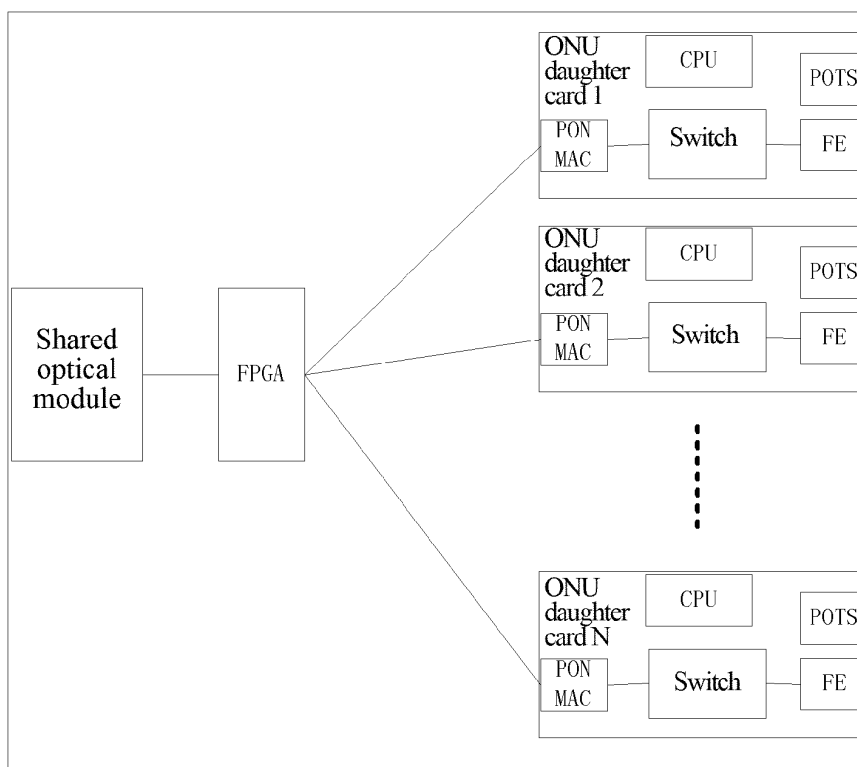 ONU
daughter
card 1
CPU
POTS
PON
MAC
Switch
FE
ONU
daughter
card 2
CPU
POTS
PON
MAC
Switch
FE
Shared
optical
module
FPGA
ONU
daughter
card N
CPU
POTS
PON
MAC
Switch
FE